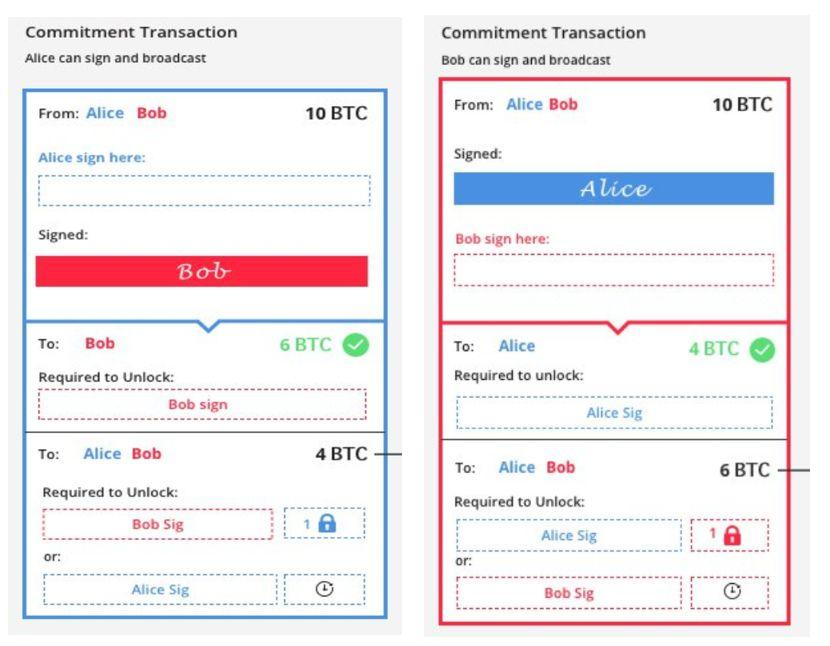 Commitment Transaction
Alice can sign and broadcast
From: Alice Bob 10 BTC
Alice sign here:
Signed:
Bob
To: Bob 6 BTC
Required to Unlock:
Bob sign
To: Alice Bob 4 BTC
Required to Unlock:
Bob Sig 1
or:
Alice Sig
Commitment Transaction
Bob can sign and broadcast
From: Alice Bob 10 BTC
Signed:
Alice
Bob sign here:
To: Alice 4 BTC
Required to unlock:
Alice Sig
To: Alice Bob 6 BTC
Required to Unlock:
Alice Sig 1
or:
Bob Sig